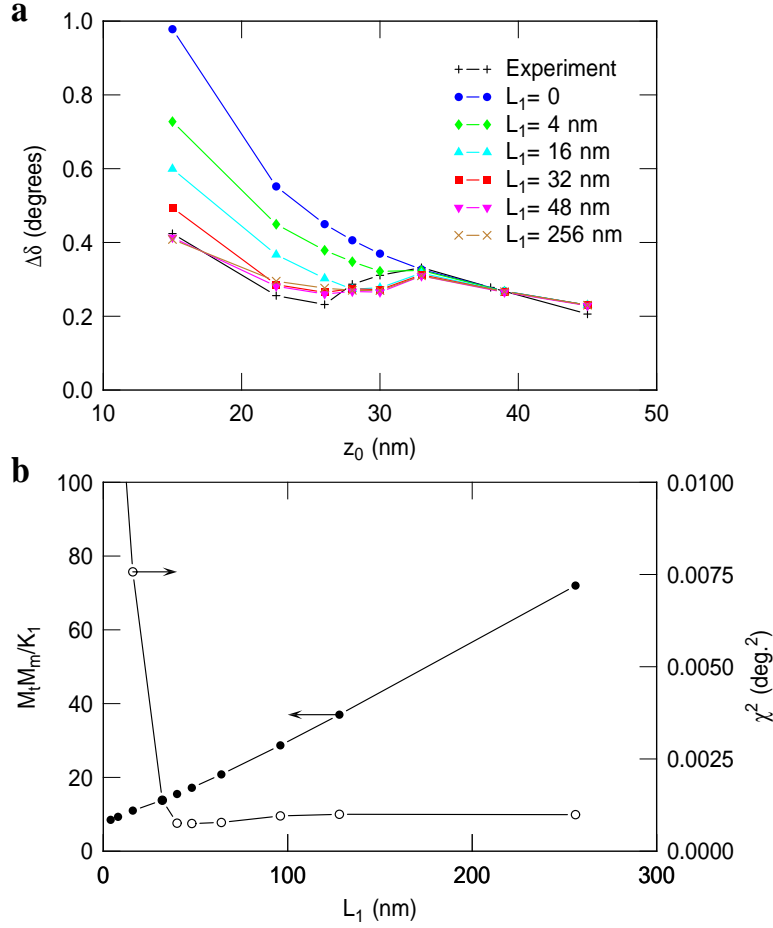 a
1.0
0.8
0.6
0.4
0.2
0.0
Δδ (degrees)
Experiment
L₁= 0
L₁= 4 nm
L₁= 16 nm
L₁= 32 nm
L₁= 48 nm
L₁= 256 nm
10 20 30 40 50
z₀ (nm)
b
100
80
60
40
20
0
MₜMₘ/K₁
0.0100
0.0075
0.0050
0.0025
0.0000
χ² (deg.²)
0 100 200 300
L₁ (nm)